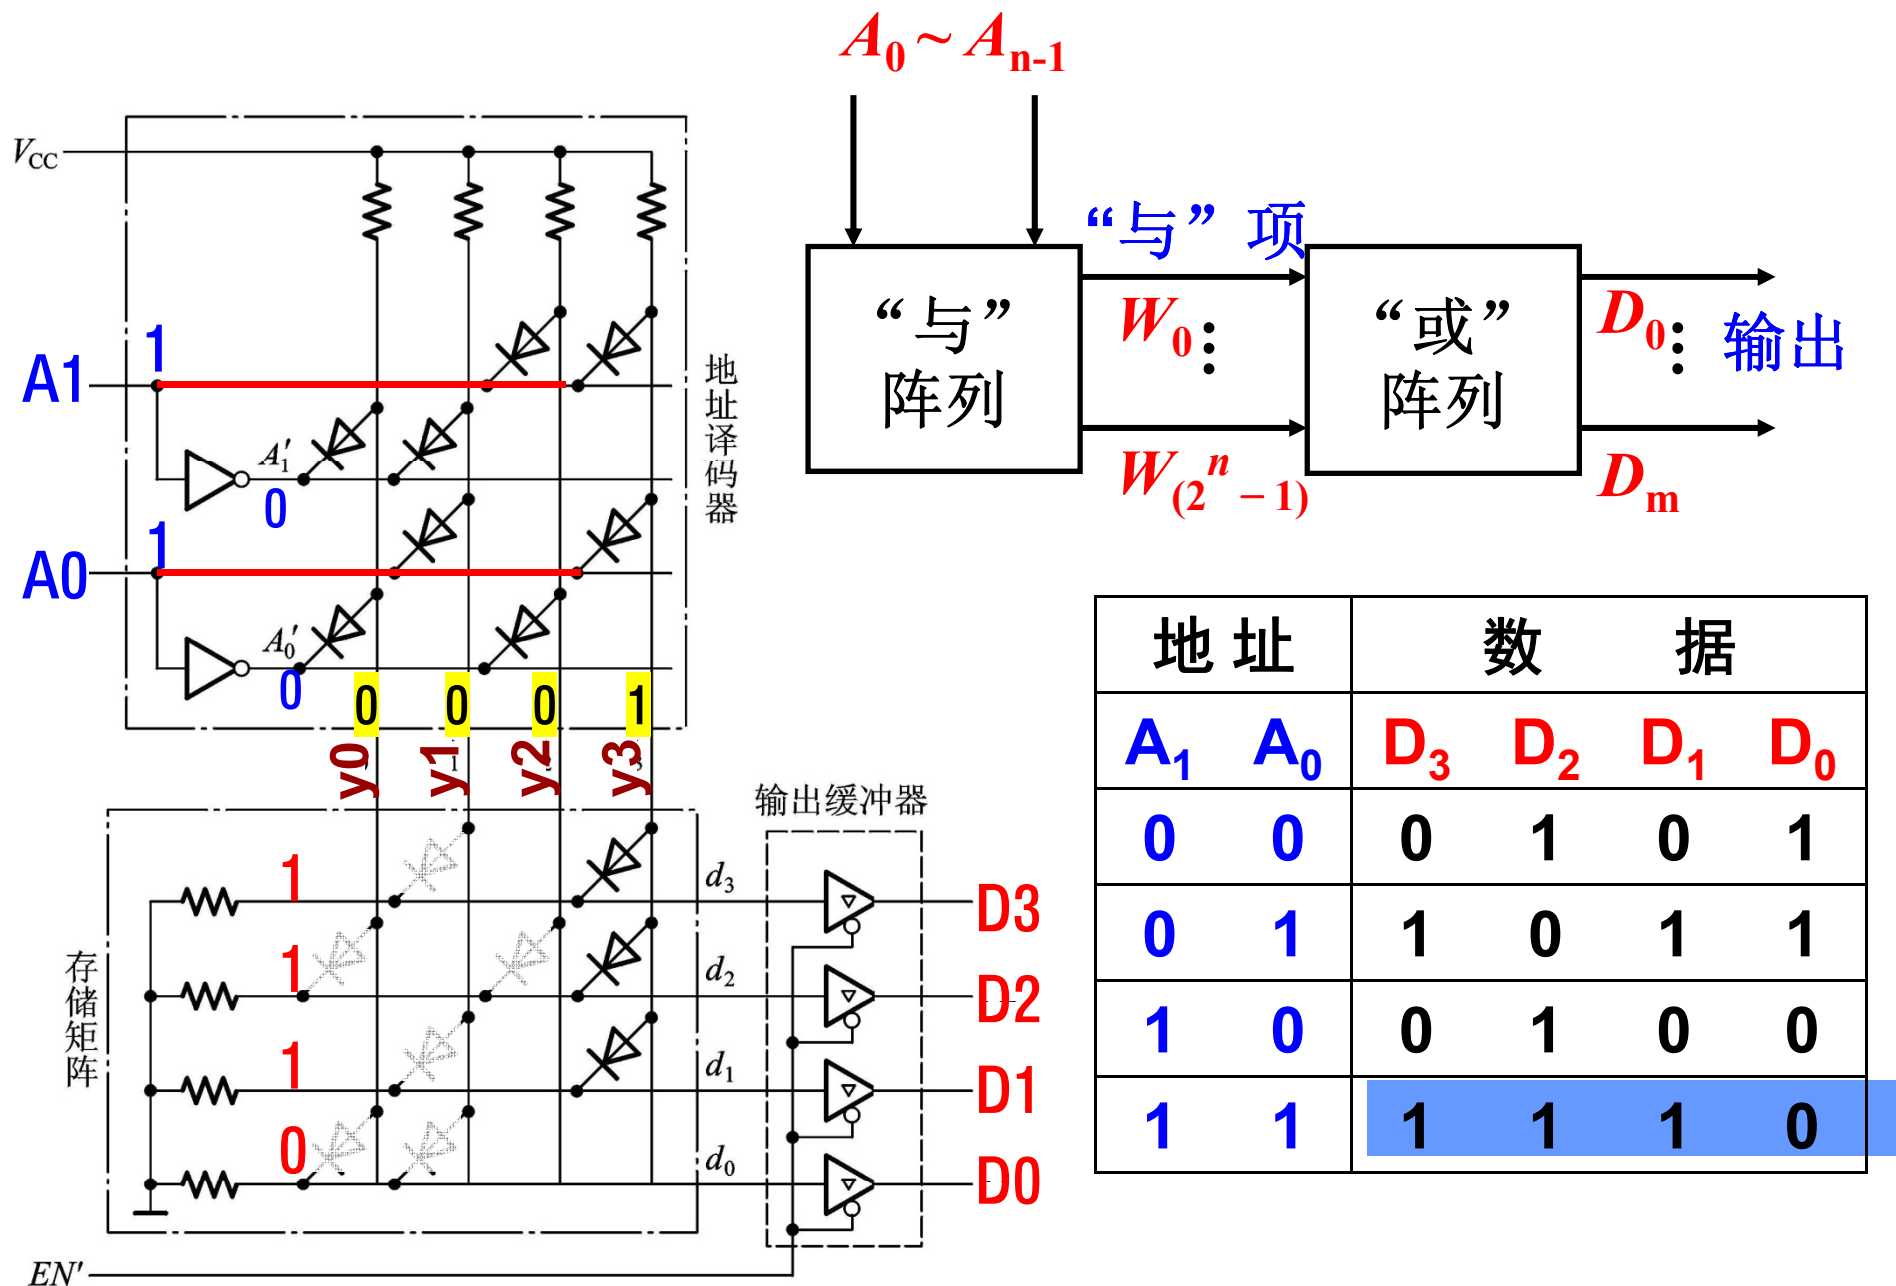 A₀ ~ Aₙ₋₁
V_CC
“与” 项
“与”
阵列
“或”
阵列
W₀
⋮
W₍₂ⁿ ₋ ₁₎
D₀
⋮
Dₘ
输出
1
A1
A′₁
0
1
A0
A′₀
0
地址译码器
0 0 0 1
y0 y1 y2 y3
输出缓冲器
存储矩阵
1 d₃ D3
1 d₂ D2
1 d₁ D1
0 d₀ D0
EN′
地址 数 据
A₁ A₀ D₃ D₂ D₁ D₀
0 0 0 1 0 1
0 1 1 0 1 1
1 0 0 1 0 0
1 1 1 1 1 0